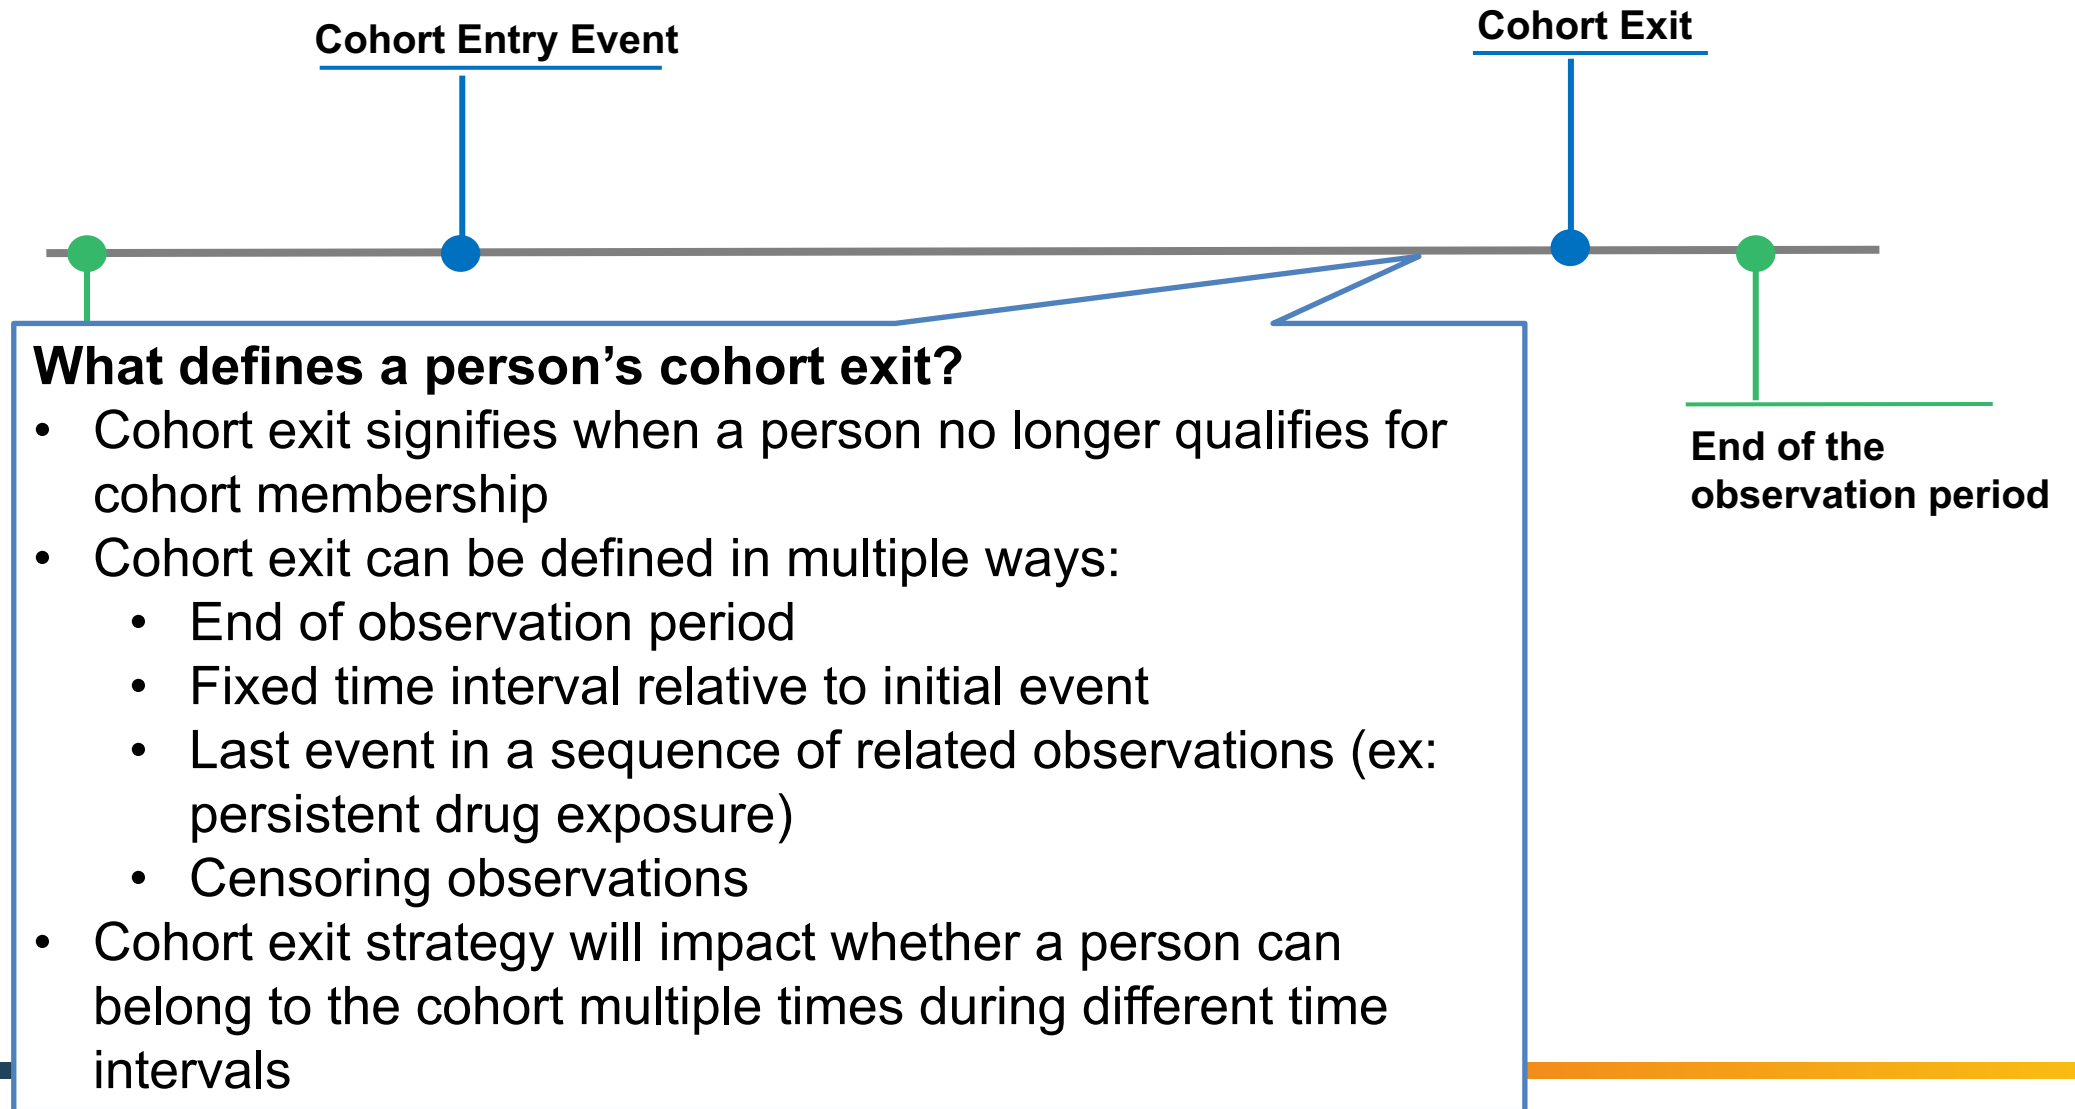 Cohort Entry Event
Cohort Exit
What defines a person’s cohort exit?
• Cohort exit signifies when a person no longer qualifies for
cohort membership
• Cohort exit can be defined in multiple ways:
• End of observation period
• Fixed time interval relative to initial event
• Last event in a sequence of related observations (ex:
persistent drug exposure)
• Censoring observations
• Cohort exit strategy will impact whether a person can
belong to the cohort multiple times during different time
intervals
End of the
observation period